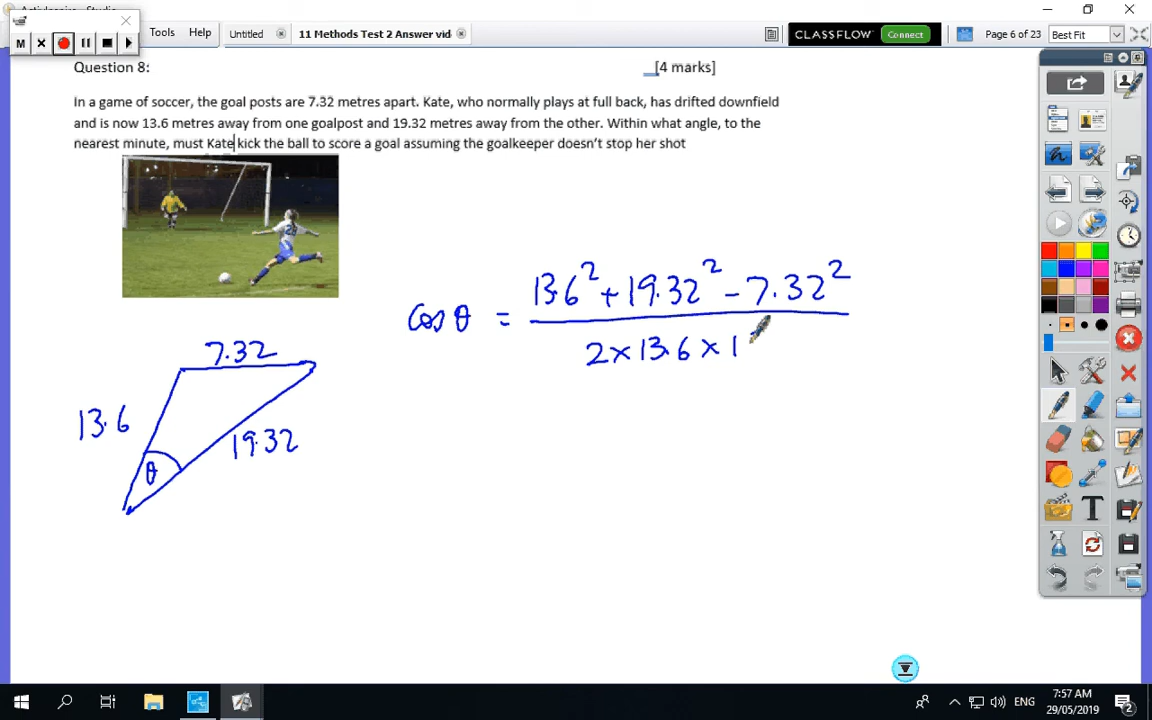 Tools Help Untitled 11 Methods Test 2 Answer vid CLASSFLOW Connect Page 6 of 23 Best Fit
M
Question 8: [4 marks]
In a game of soccer, the goal posts are 7.32 metres apart. Kate, who normally plays at full back, has drifted downfield
and is now 13.6 metres away from one goalpost and 19.32 metres away from the other. Within what angle, to the
nearest minute, must Kate kick the ball to score a goal assuming the goalkeeper doesn't stop her shot
13.6² + 19.32² - 7.32²
cos θ =
2 × 13.6 × 1
7.32
13.6
19.32
θ
T
ENG
7:57 AM
29/05/2019
2